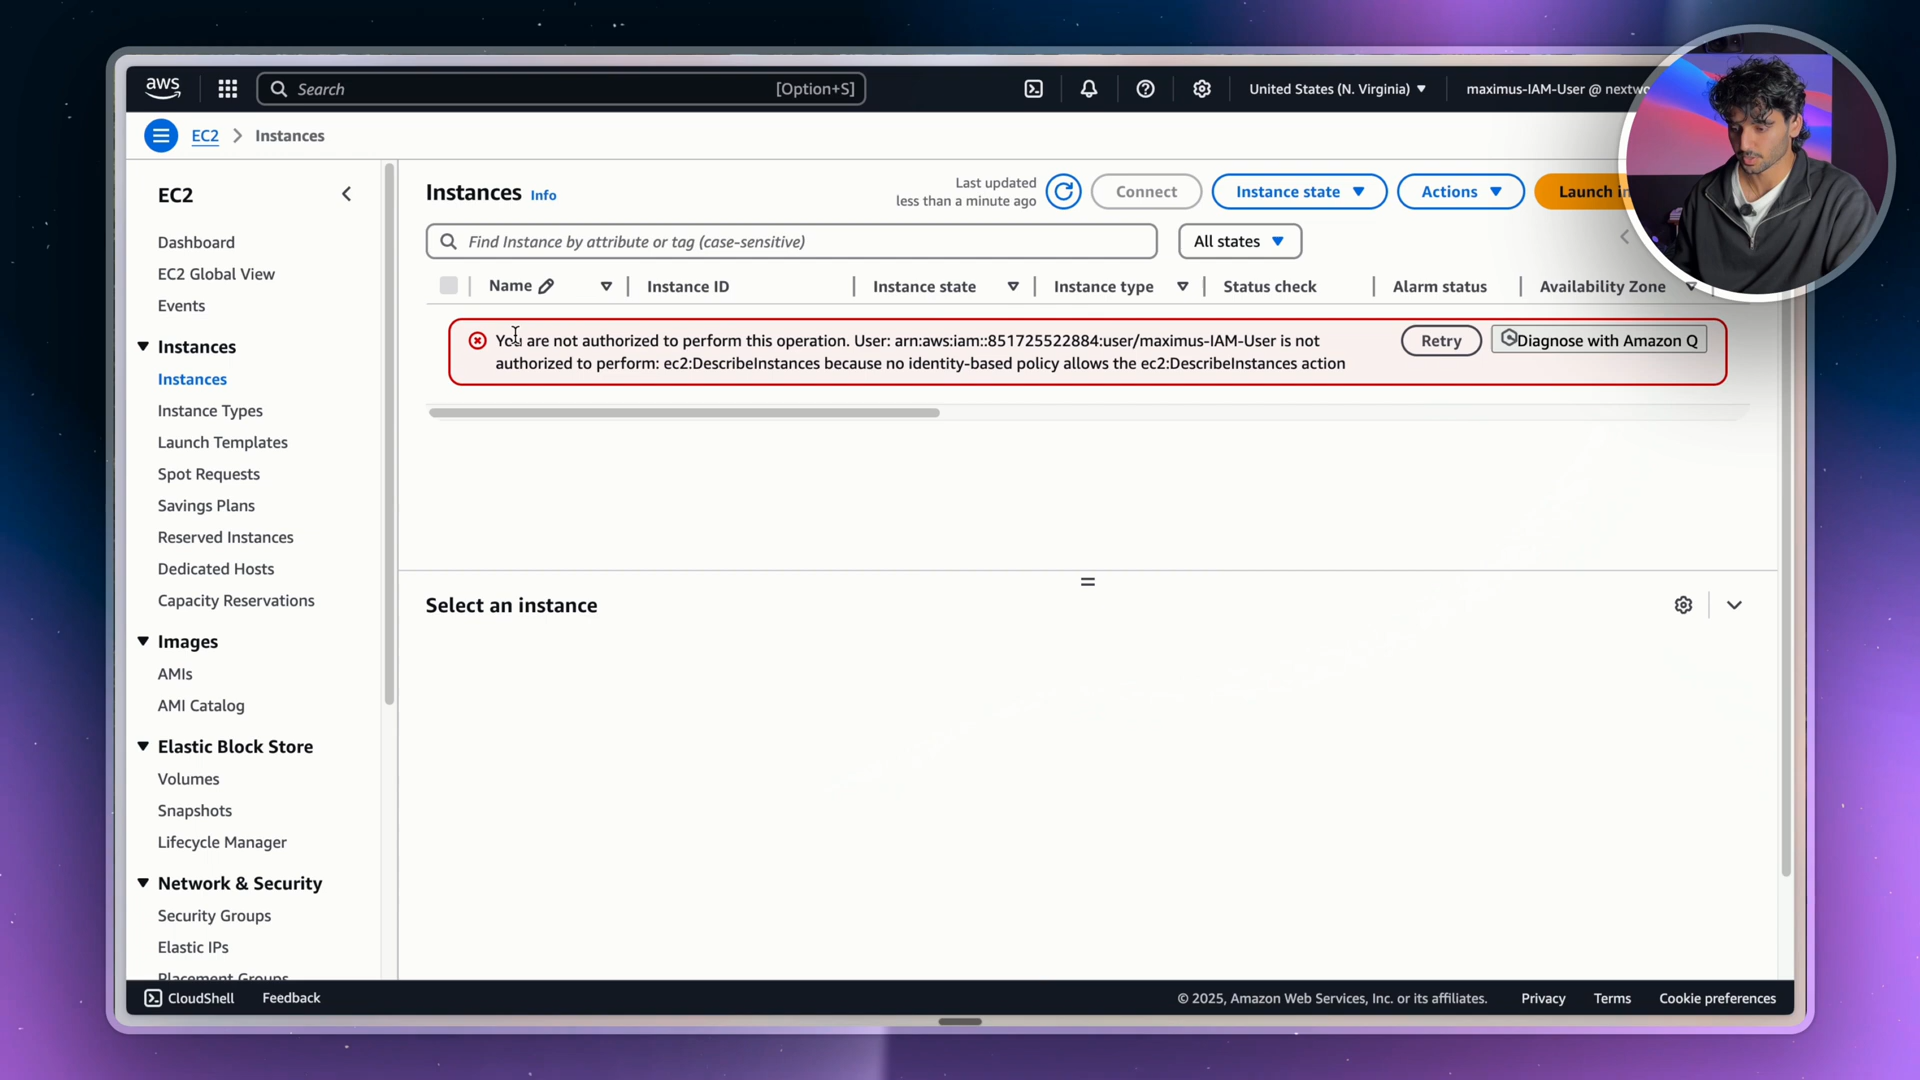 aws
Search
[Option+S]
United States (N. Virginia)
maximus-IAM-User @ nextwo
EC2
Instances
EC2
Dashboard
EC2 Global View
Events
Instances
Instances
Instance Types
Launch Templates
Spot Requests
Savings Plans
Reserved Instances
Dedicated Hosts
Capacity Reservations
Images
AMIs
AMI Catalog
Elastic Block Store
Volumes
Snapshots
Lifecycle Manager
Network & Security
Security Groups
Elastic IPs
Placement Groups
Instances Info
Last updated
less than a minute ago
Connect
Instance state
Actions
Launch in
Find Instance by attribute or tag (case-sensitive)
All states
Name
Instance ID
Instance state
Instance type
Status check
Alarm status
Availability Zone
You are not authorized to perform this operation. User: arn:aws:iam::851725522884:user/maximus-IAM-User is not
authorized to perform: ec2:DescribeInstances because no identity-based policy allows the ec2:DescribeInstances action
Retry
Diagnose with Amazon Q
Select an instance
CloudShell
Feedback
© 2025, Amazon Web Services, Inc. or its affiliates.
Privacy
Terms
Cookie preferences